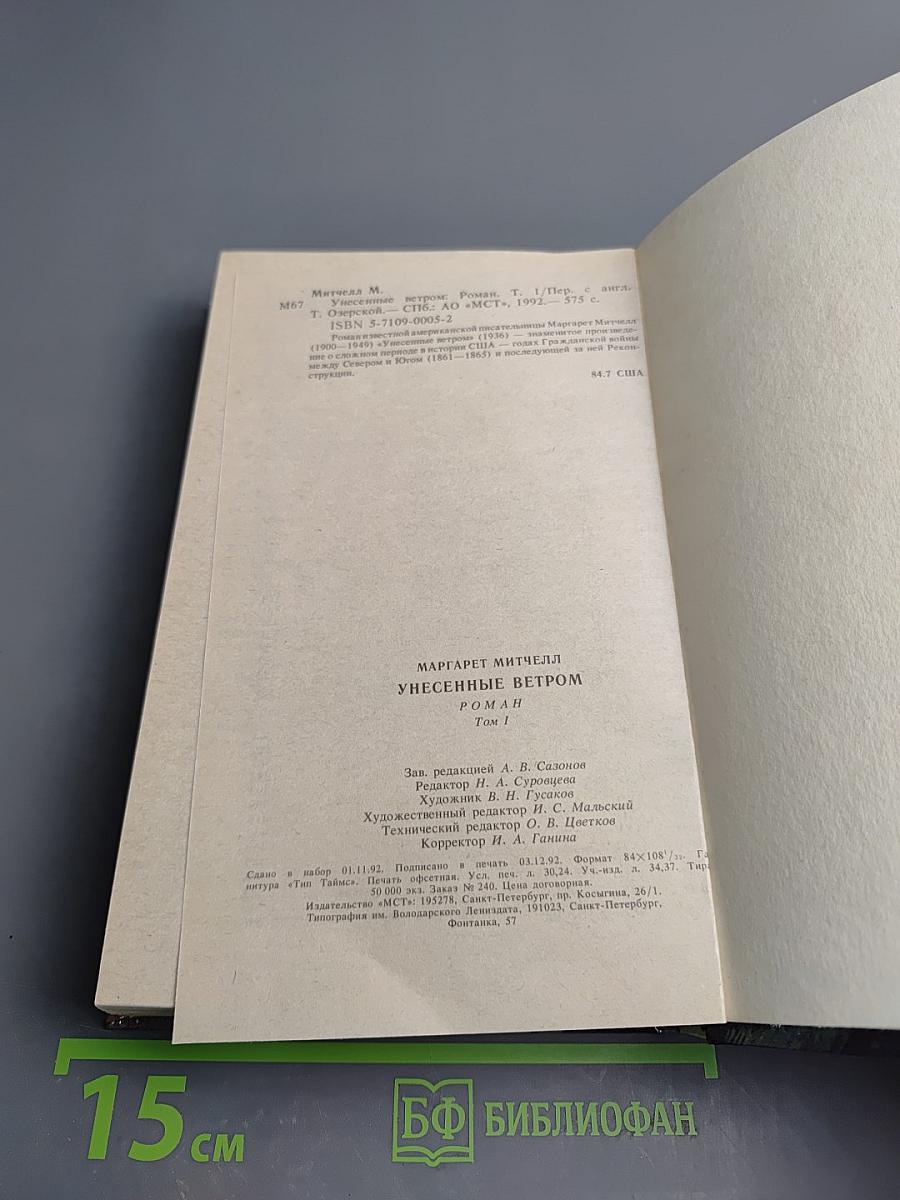 Митчелл М.
М67 Унесенные ветром: Роман. Т. I/Пер. с англ.
Т. Озерской.— СПб.: АО «МСТ», 1992.— 575 с.
ISBN 5-7109-0005-2
Роман известной американской писательницы Маргарет Митчелл
(1900—1949) «Унесенные ветром» (1936) — знаменитое произведе-
ние о сложном периоде в истории США — годах Гражданской войны
между Севером и Югом (1861—1865) и последующей за ней Рекон-
струкции.
84.7 США
МАРГАРЕТ МИТЧЕЛЛ
УНЕСЕННЫЕ ВЕТРОМ
РОМАН
Том I
Зав. редакцией А. В. Сазонов
Редактор Н. А. Суровцева
Художник В. Н. Гусаков
Художественный редактор И. С. Мальский
Технический редактор О. В. Цветков
Корректор И. А. Ганина
Сдано в набор 01.11.92. Подписано в печать 03.12.92. Формат 84×108¹/₃₂. Га
нитура «Тип Таймс». Печать офсетная. Усл. печ. л. 30,24. Уч.-изд. л. 34,37. Тира
50 000 экз. Заказ № 240. Цена договорная.
Издательство «МСТ»: 195278, Санкт-Петербург, пр. Косыгина, 26/1.
Типография им. Володарского Лениздата, 191023, Санкт-Петербург,
Фонтанка, 57
15 см
БФ БИБЛИОФАН